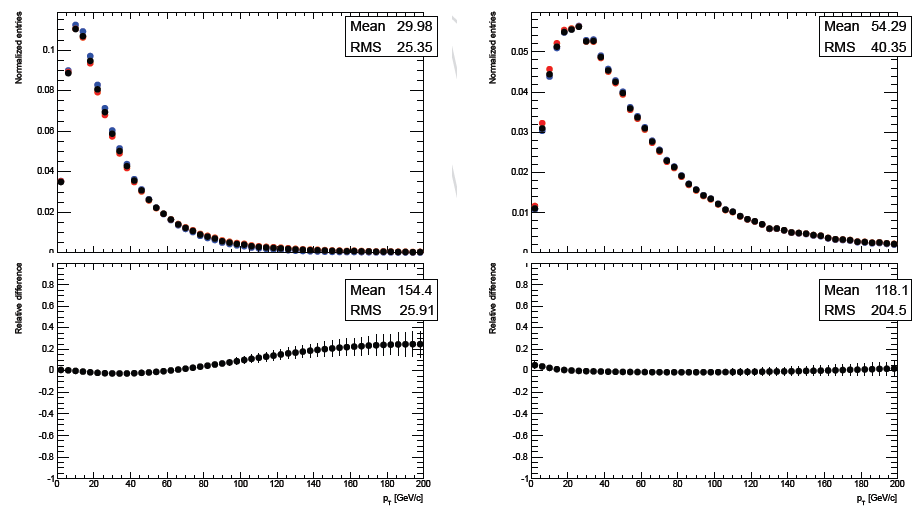 Normalized entries
0.1
0.08
0.06
0.04
0.02
0
Mean 29.98
RMS 25.35
Normalized entries
0.05
0.04
0.03
0.02
0.01
0
Mean 54.29
RMS 40.35
Relative difference
1
0.8
0.6
0.4
0.2
0
-0.2
-0.4
-0.6
-0.8
-1
Mean 154.4
RMS 25.91
0 20 40 60 80 100 120 140 160 180 200
pT [GeV/c]
Relative difference
1
0.8
0.6
0.4
0.2
0
-0.2
-0.4
-0.6
-0.8
-1
Mean 118.1
RMS 204.5
0 20 40 60 80 100 120 140 160 180 200
pT [GeV/c]